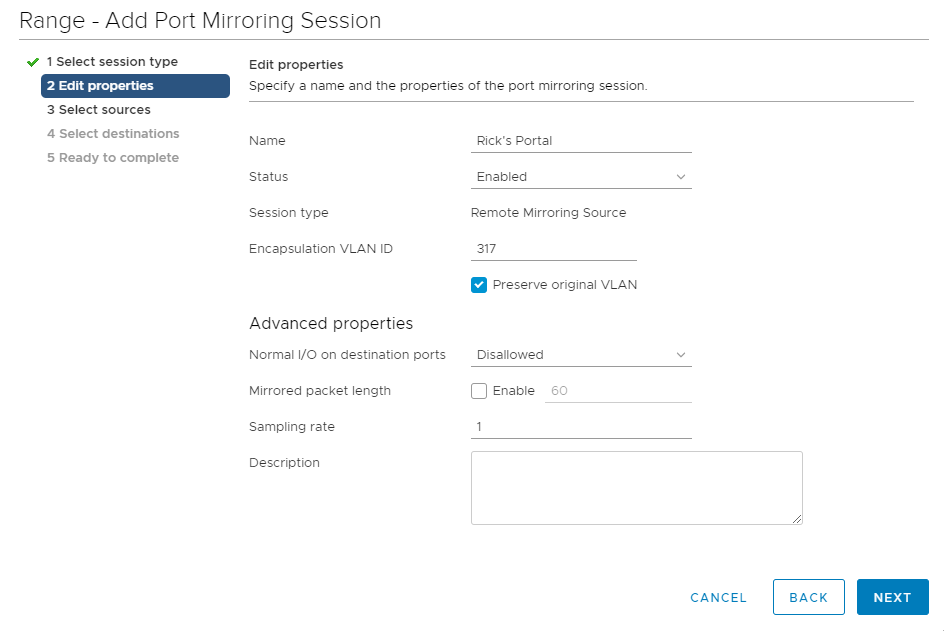 Range - Add Port Mirroring Session
1 Select session type
2 Edit properties
3 Select sources
4 Select destinations
5 Ready to complete
Edit properties
Specify a name and the properties of the port mirroring session.
Name Rick's Portal
Status Enabled
Session type Remote Mirroring Source
Encapsulation VLAN ID 317
Preserve original VLAN
Advanced properties
Normal I/O on destination ports Disallowed
Mirrored packet length Enable 60
Sampling rate 1
Description
CANCEL BACK NEXT